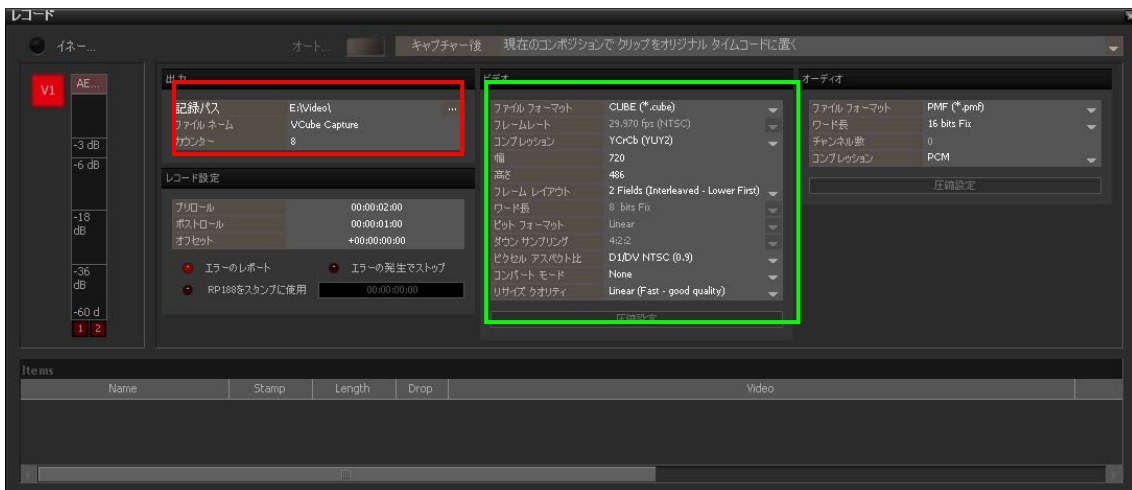 レコード
イネー... オート... キャプチャー後 現在のコンポジションで クリップをオリジナル タイムコードに置く
V1 AE...
-3 dB
-6 dB
-18 dB
-36 dB
-60 d
1 2
出力
記録パス E:\Video\ ...
ファイル ネーム VCube Capture
カウンター 8
レコード設定
プリロール 00:00:02:00
ポストロール 00:00:01:00
オフセット +00:00:00:00
エラーのレポート エラーの発生でストップ
RP188をスタンプに使用 00:00:00:00
ビデオ
ファイル フォーマット CUBE (*.cube)
フレームレート 29.970 fps (NTSC)
コンプレッション YCrCb (YUY2)
幅 720
高さ 486
フレーム レイアウト 2 Fields (Interleaved - Lower First)
ワード長 8 bits Fix
ビット フォーマット Linear
ダウン サンプリング 4:2:2
ピクセル アスペクト比 D1/DV NTSC (0.9)
コンバート モード None
リサイズ クオリティ Linear (Fast - good quality)
圧縮設定
オーディオ
ファイル フォーマット PMF (*.pmf)
ワード長 16 bits Fix
チャンネル数 0
コンプレッション PCM
圧縮設定
Items
Name Stamp Length Drop Video